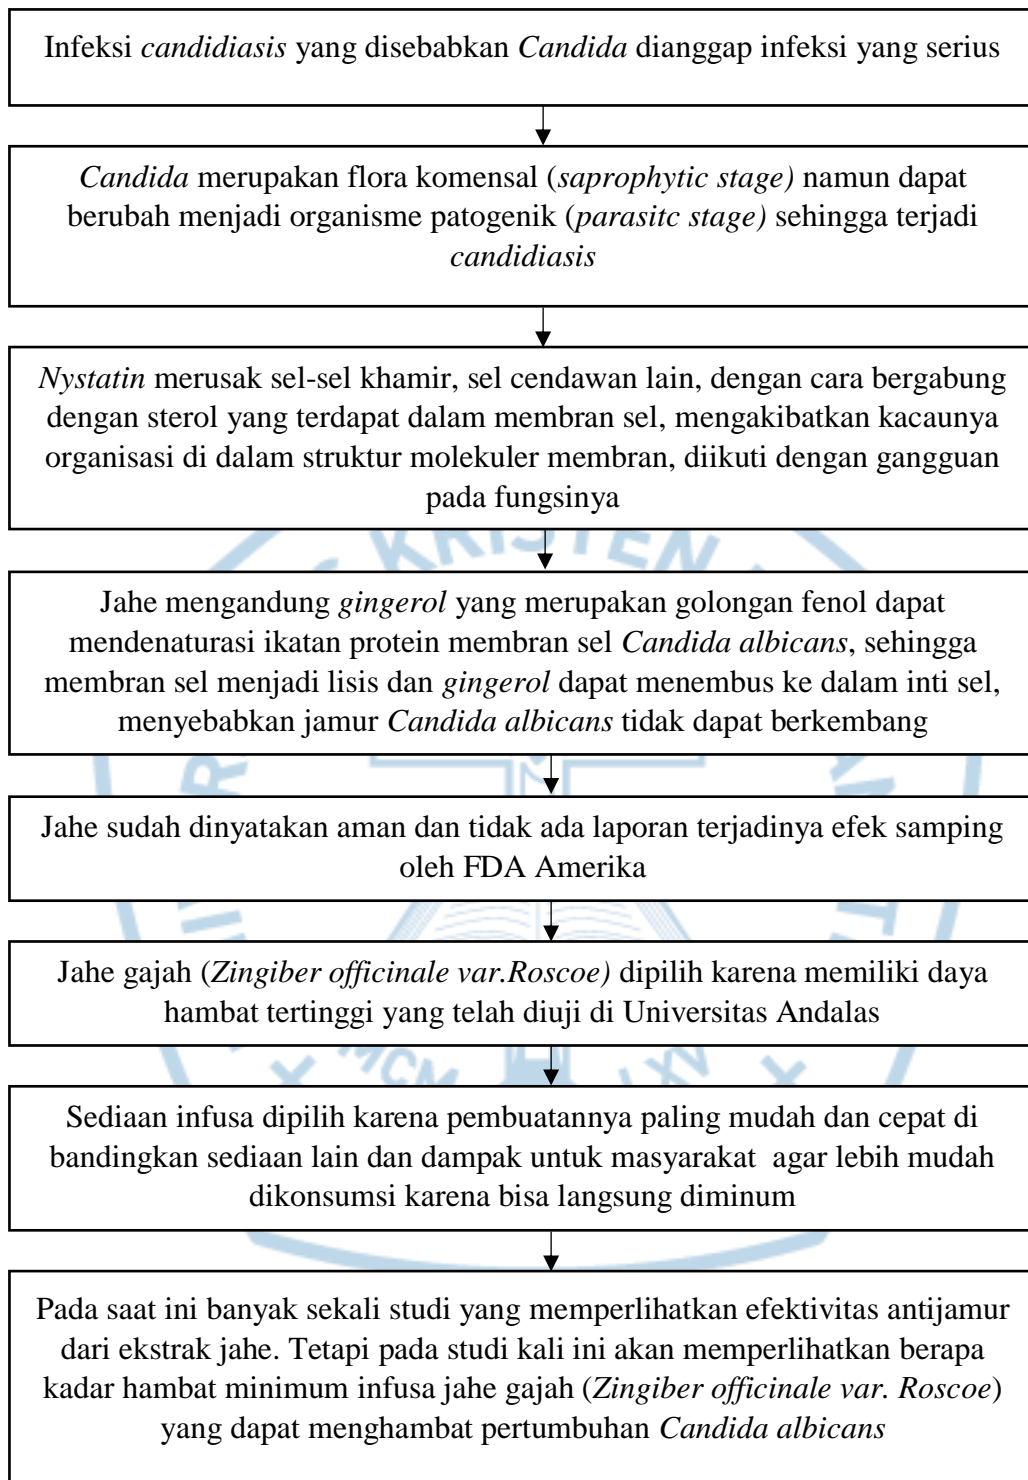 Infeksi candidiasis yang disebabkan Candida dianggap infeksi yang serius
Candida merupakan flora komensal (saprophytic stage) namun dapat
berubah menjadi organisme patogenik (parasitc stage) sehingga terjadi
candidiasis
Nystatin merusak sel-sel khamir, sel cendawan lain, dengan cara bergabung
dengan sterol yang terdapat dalam membran sel, mengakibatkan kacaunya
organisasi di dalam struktur molekuler membran, diikuti dengan gangguan
pada fungsinya
KRISTEN
Jahe mengandung gingerol yang merupakan golongan fenol dapat
mendenaturasi ikatan protein membran sel Candida albicans, sehingga
membran sel menjadi lisis dan gingerol dapat menembus ke dalam inti sel,
menyebabkan jamur Candida albicans tidak dapat berkembang
Jahe sudah dinyatakan aman dan tidak ada laporan terjadinya efek samping
oleh FDA Amerika
Jahe gajah (Zingiber officinale var.Roscoe) dipilih karena memiliki daya
hambat tertinggi yang telah diuji di Universitas Andalas
MCM LXV
Sediaan infusa dipilih karena pembuatannya paling mudah dan cepat di
bandingkan sediaan lain dan dampak untuk masyarakat agar lebih mudah
dikonsumsi karena bisa langsung diminum
Pada saat ini banyak sekali studi yang memperlihatkan efektivitas antijamur
dari ekstrak jahe. Tetapi pada studi kali ini akan memperlihatkan berapa
kadar hambat minimum infusa jahe gajah (Zingiber officinale var. Roscoe)
yang dapat menghambat pertumbuhan Candida albicans